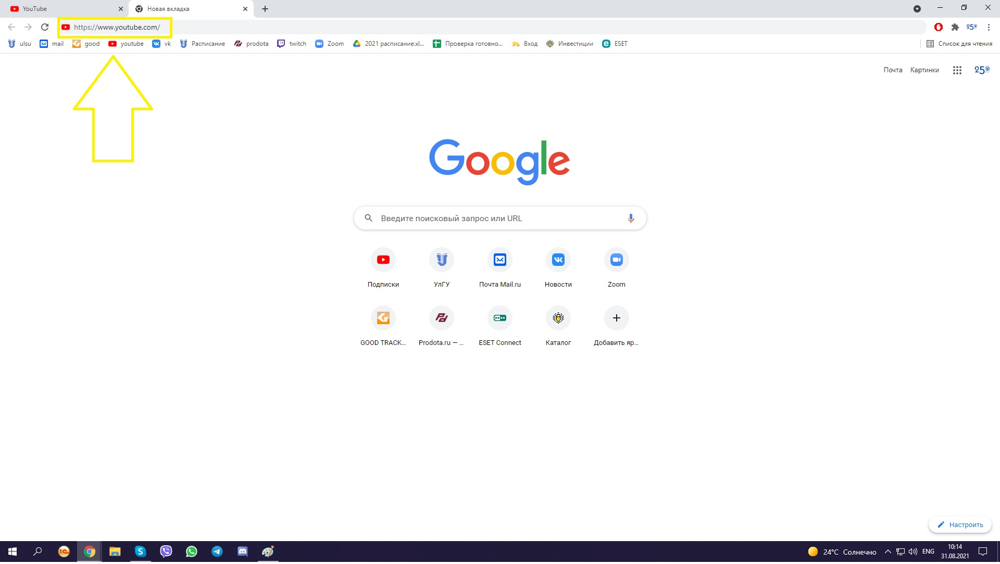 YouTube
Новая вкладка
https://www.youtube.com/
25
ulsu
mail
good
youtube
vk
Расписание
prodota
twitch
Zoom
2021 расписание.xl...
Проверка готовно...
Вход
Инвестиции
ESET
Список для чтения
Почта
Картинки
25
Google
Введите поисковый запрос или URL
Подписки
УлГУ
Почта Mail.ru
Новости
Zoom
GOOD TRACK...
Prodota.ru — ...
ESET Connect
Каталог
Добавить яр...
Настроить
24°C Солнечно
ENG
10:14
31.08.2021